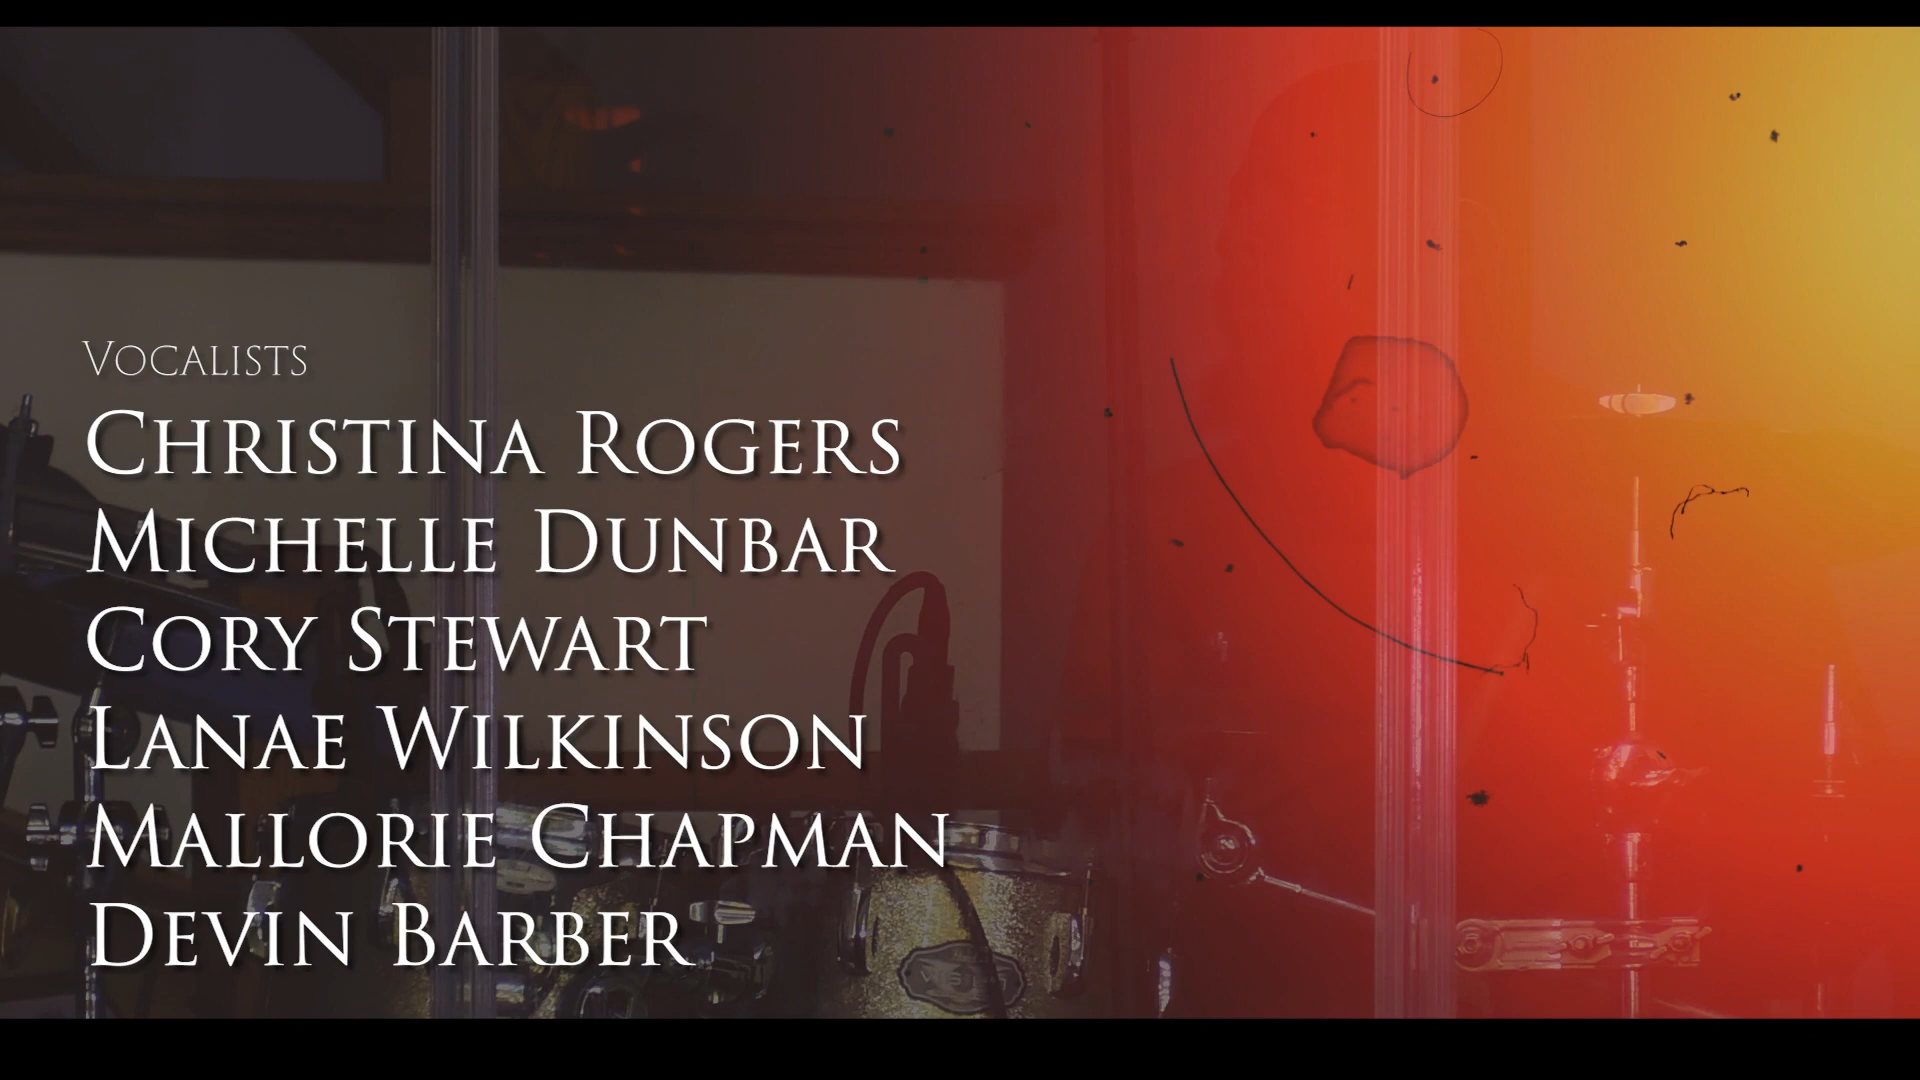 Vocalists
Christina Rogers
Michelle Dunbar
Cory Stewart
Lanae Wilkinson
Mallorie Chapman
Devin Barber